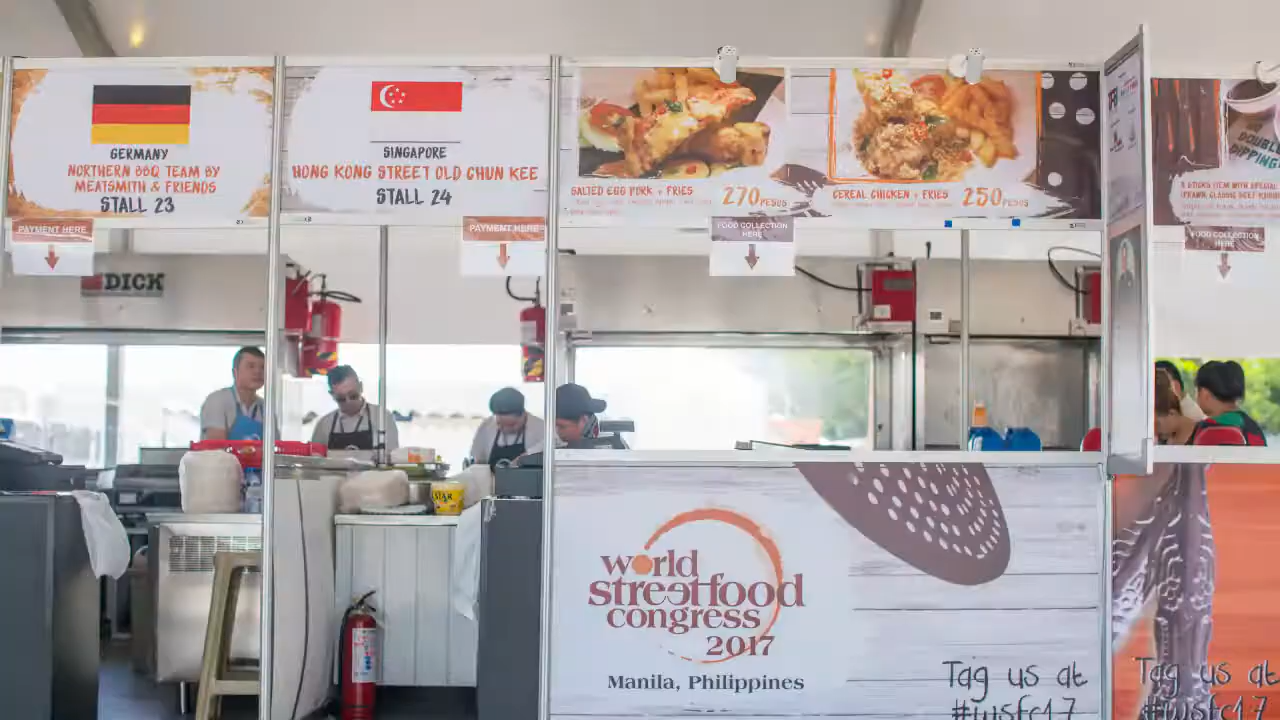 GERMANY
NORTHERN BBQ TEAM BY
MEATSMITH & FRIENDS
STALL 23
SINGAPORE
HONG KONG STREET OLD CHUN KEE
STALL 24
SALTED EGG PORK + FRIES
270 PESOS
CEREAL CHICKEN + FRIES
250 PESOS
DOUBLE
DIPPING
PAYMENT HERE
PAYMENT HERE
FOOD COLLECTION
HERE
FOOD COLLECTION
HERE
DICK
STAR
world
streetfood
congress
2017
Manila, Philippines
Tag us at
#wsfc17
Tag us at
#wsfc17